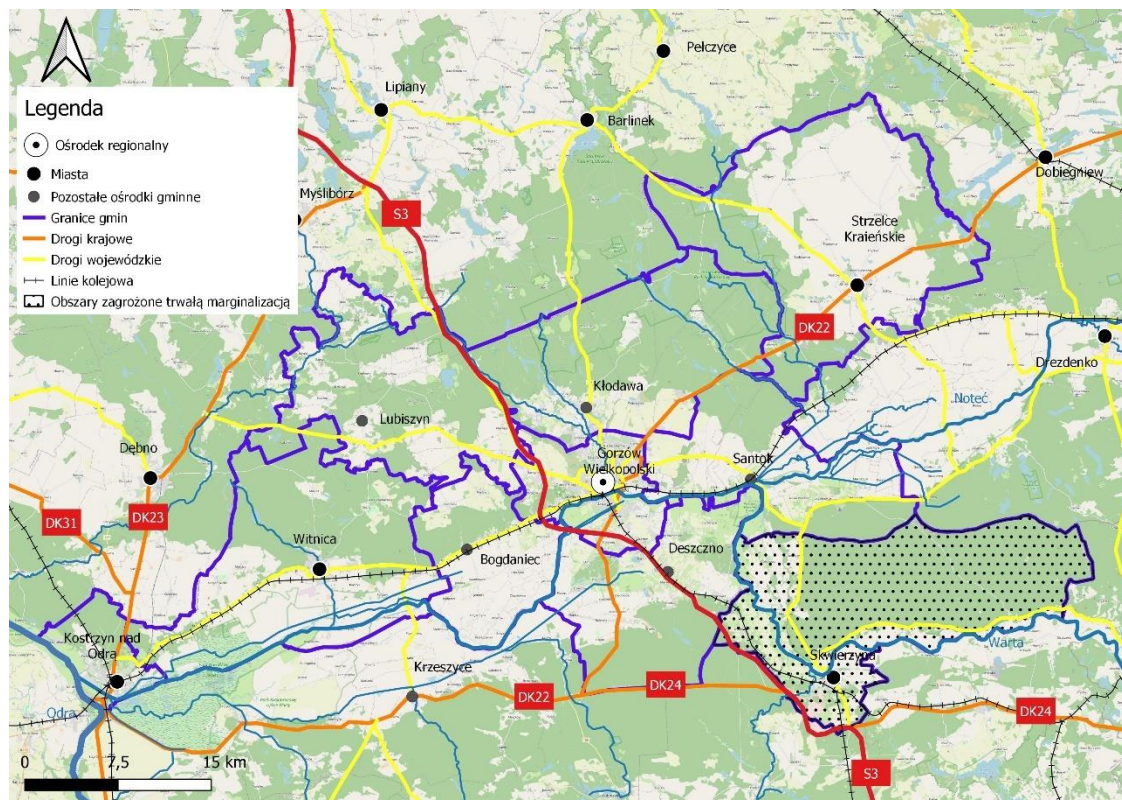 Pełczyce
Lipiany
Barlinek
Legenda
Ośrodek regionalny
Miasta
Pozostałe ośrodki gminne
Granice gmin
Drogi krajowe
Drogi wojewódzkie
Linie kolejowa
Obszary zagrożone trwałą marginalizacją
Myślibórz
Dobiegniew
S3
Strzelce
Kraieńskie
DK22
Drezdenko
Kłodawa
Noteć
Lubiszyn
Gorzów
Wielkopolski
Santok
Dębno
DK31
DK23
Witnica
Bogdaniec
Deszczno
Kostrzyn nad
Odrą
Warta
Skwierzyna
Krzeszyce
DK22
DK24
Odra
DK24
0 7,5 15 km
S3